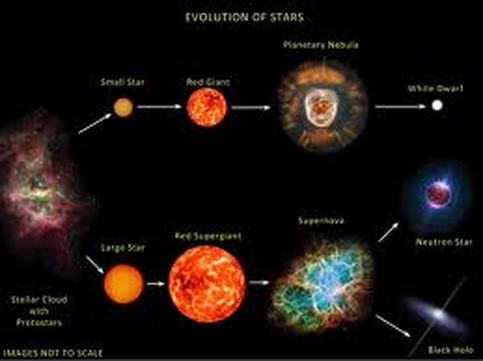 EVOLUTION OF STARS
Planetary Nebula
Small Star
Red Giant
White Dwarf
Neutron Star
Supernova
Red Supergiant
Large Star
Stellar Cloud
with
Protostars
Black Hole
IMAGES NOT TO SCALE